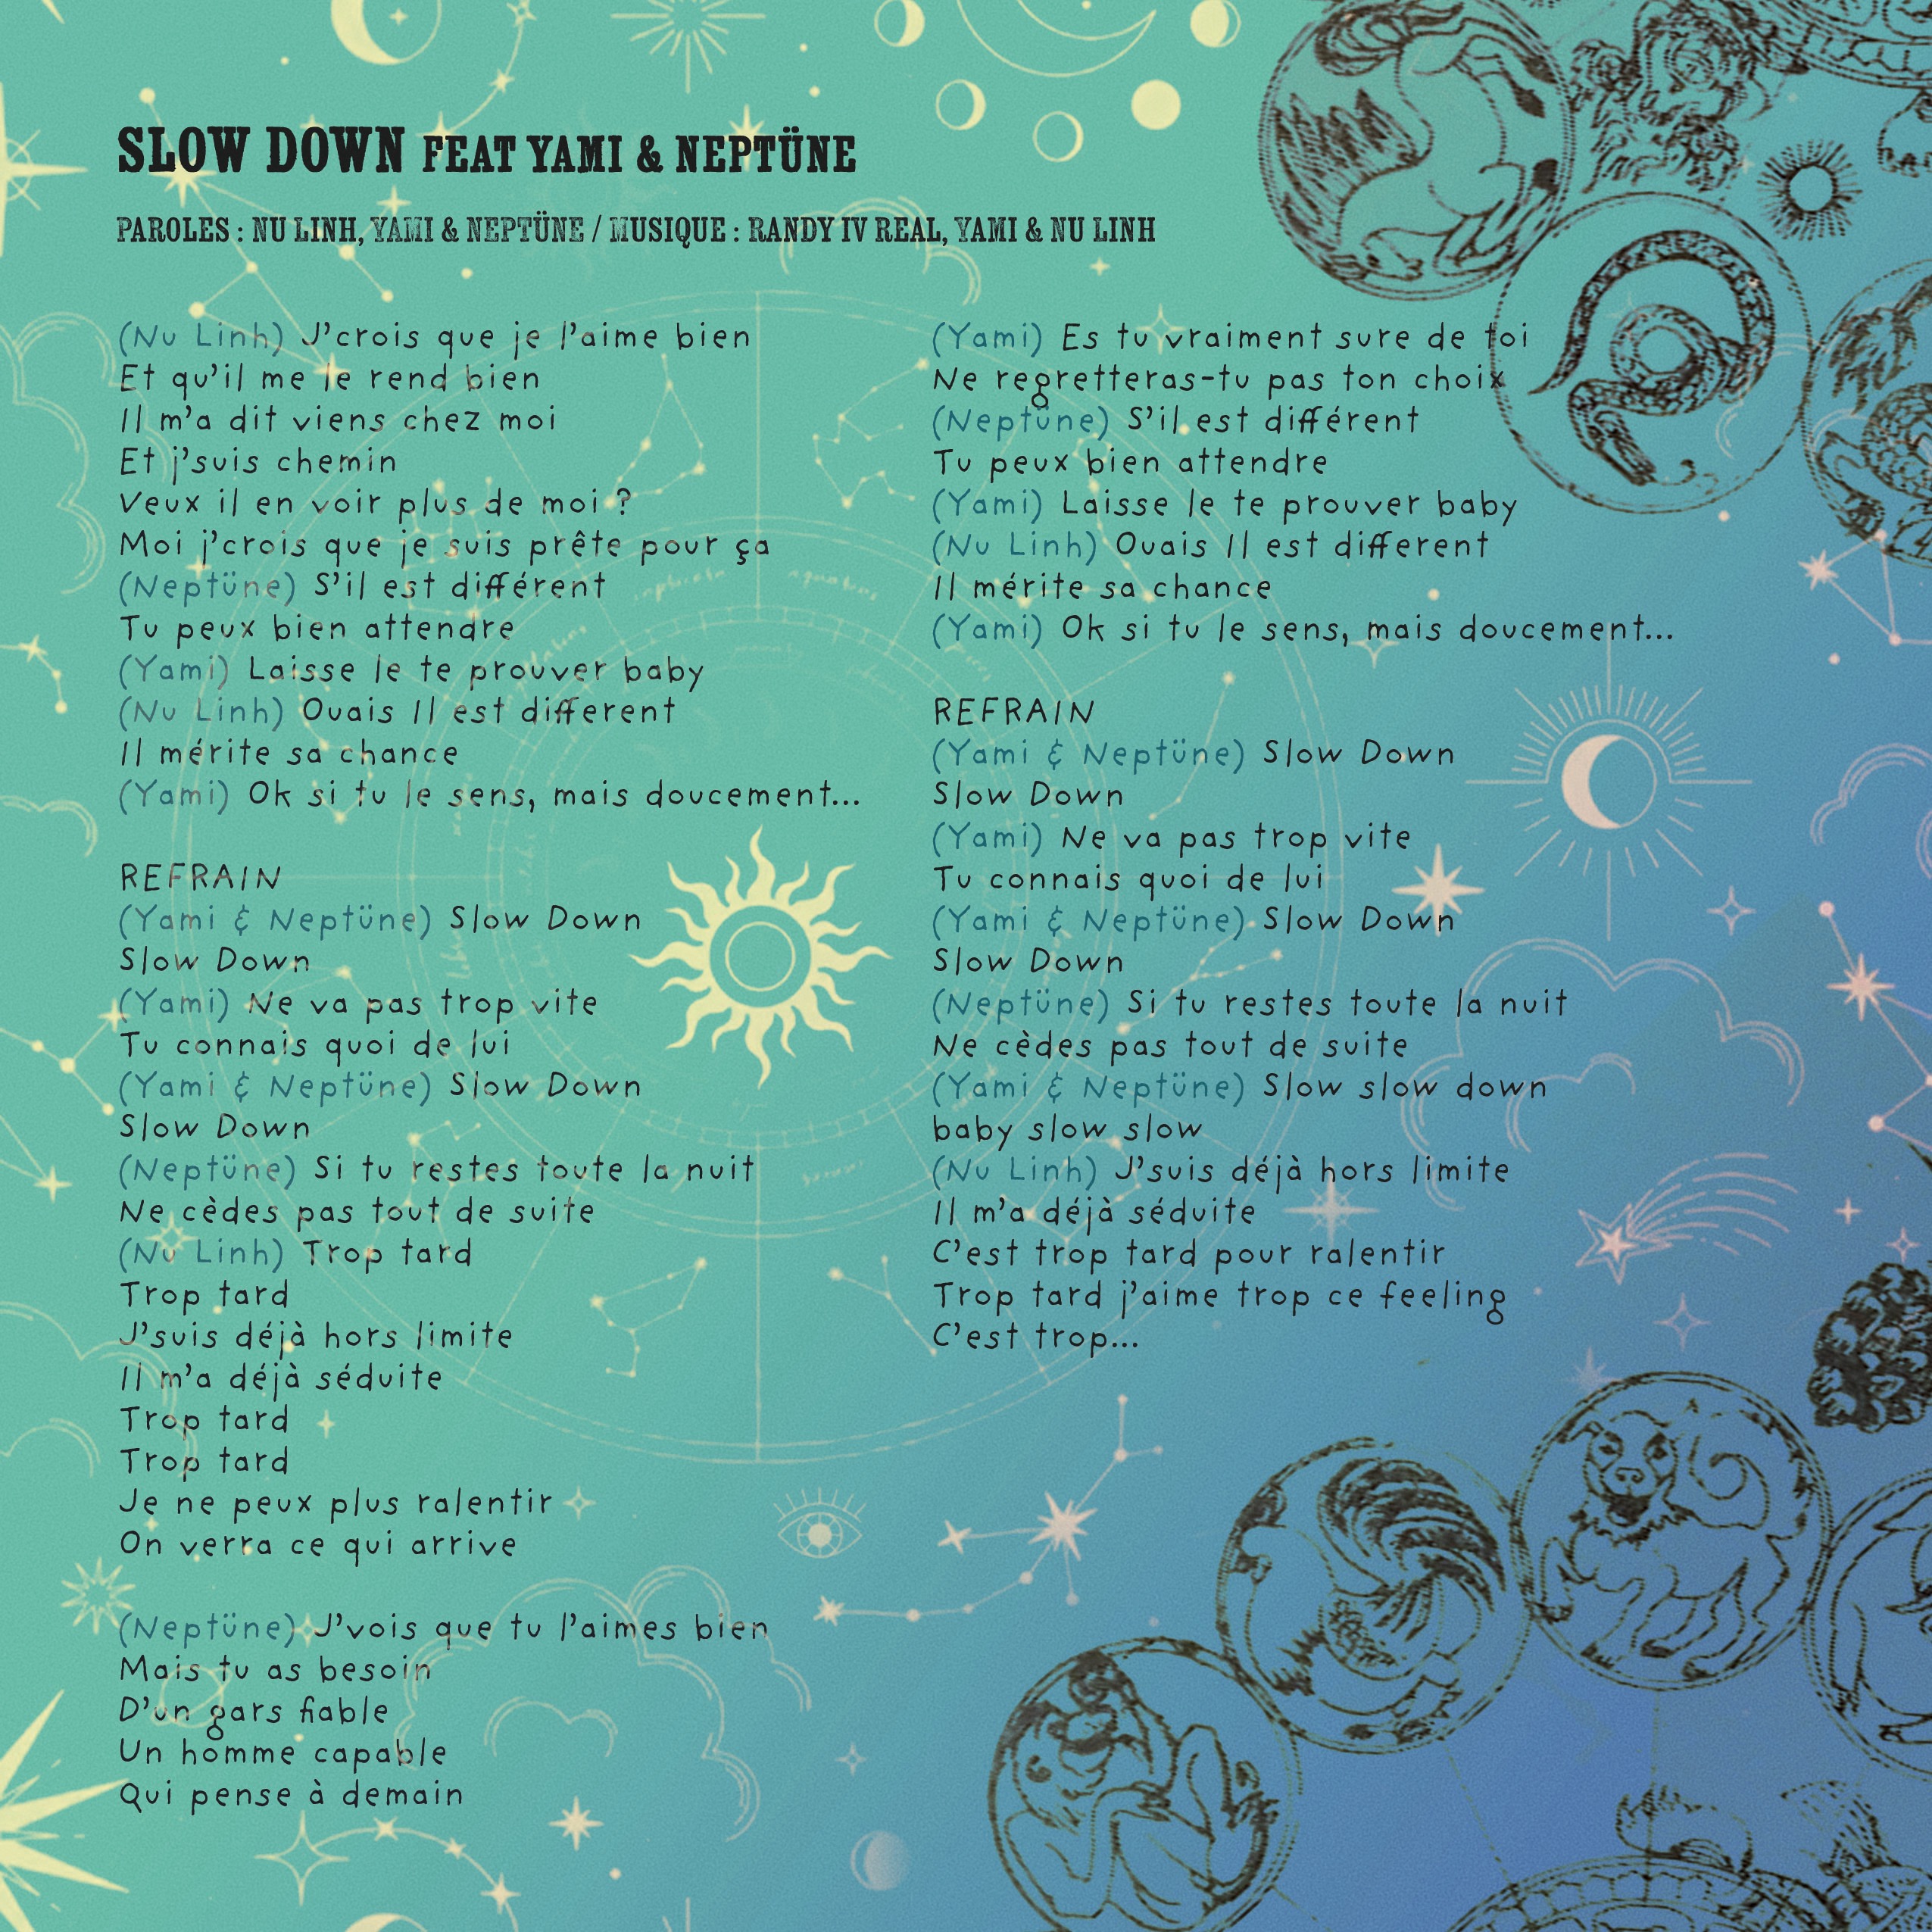 SLOW DOWN FEAT YAMI & NEPTÜNE
PAROLES : NU LINH, YAMI & NEPTÜNE / MUSIQUE : RANDY IV REAL, YAMI & NU LINH
(Nu Linh) J'crois que je l'aime bien
Et qu'il me le rend bien
Il m'a dit viens chez moi
Et j'suis chemin
Veux il en voir plus de moi ?
Moi j'crois que je suis prête pour ça
(Neptüne) S'il est différent
Tu peux bien attendre
(Yami) Laisse le te prouver baby
(Nu Linh) Ouais Il est different
Il mérite sa chance
(Yami) Ok si tu le sens, mais doucement...
REFRAIN
(Yami & Neptüne) Slow Down
Slow Down
(Yami) Ne va pas trop vite
Tu connais quoi de lui
(Yami & Neptüne) Slow Down
Slow Down
(Neptüne) Si tu restes toute la nuit
Ne cèdes pas tout de suite
(Nu Linh) Trop tard
Trop tard
J'suis déjà hors limite
Il m'a déjà séduite
Trop tard
Trop tard
Je ne peux plus ralentir
On verra ce qui arrive
(Neptüne) J'vois que tu l'aimes bien
Mais tu as besoin
D'un gars fiable
Un homme capable
Qui pense à demain
(Yami) Es tu vraiment sure de toi
Ne regretteras-tu pas ton choix
(Neptüne) S'il est différent
Tu peux bien attendre
(Yami) Laisse le te prouver baby
(Nu Linh) Ouais Il est different
Il mérite sa chance
(Yami) Ok si tu le sens, mais doucement...
REFRAIN
(Yami & Neptüne) Slow Down
Slow Down
(Yami) Ne va pas trop vite
Tu connais quoi de lui
(Yami & Neptüne) Slow Down
Slow Down
(Neptüne) Si tu restes toute la nuit
Ne cèdes pas tout de suite
(Yami & Neptüne) Slow slow down
baby slow slow
(Nu Linh) J'suis déjà hors limite
Il m'a déjà séduite
C'est trop tard pour ralentir
Trop tard j'aime trop ce feeling
C'est trop...